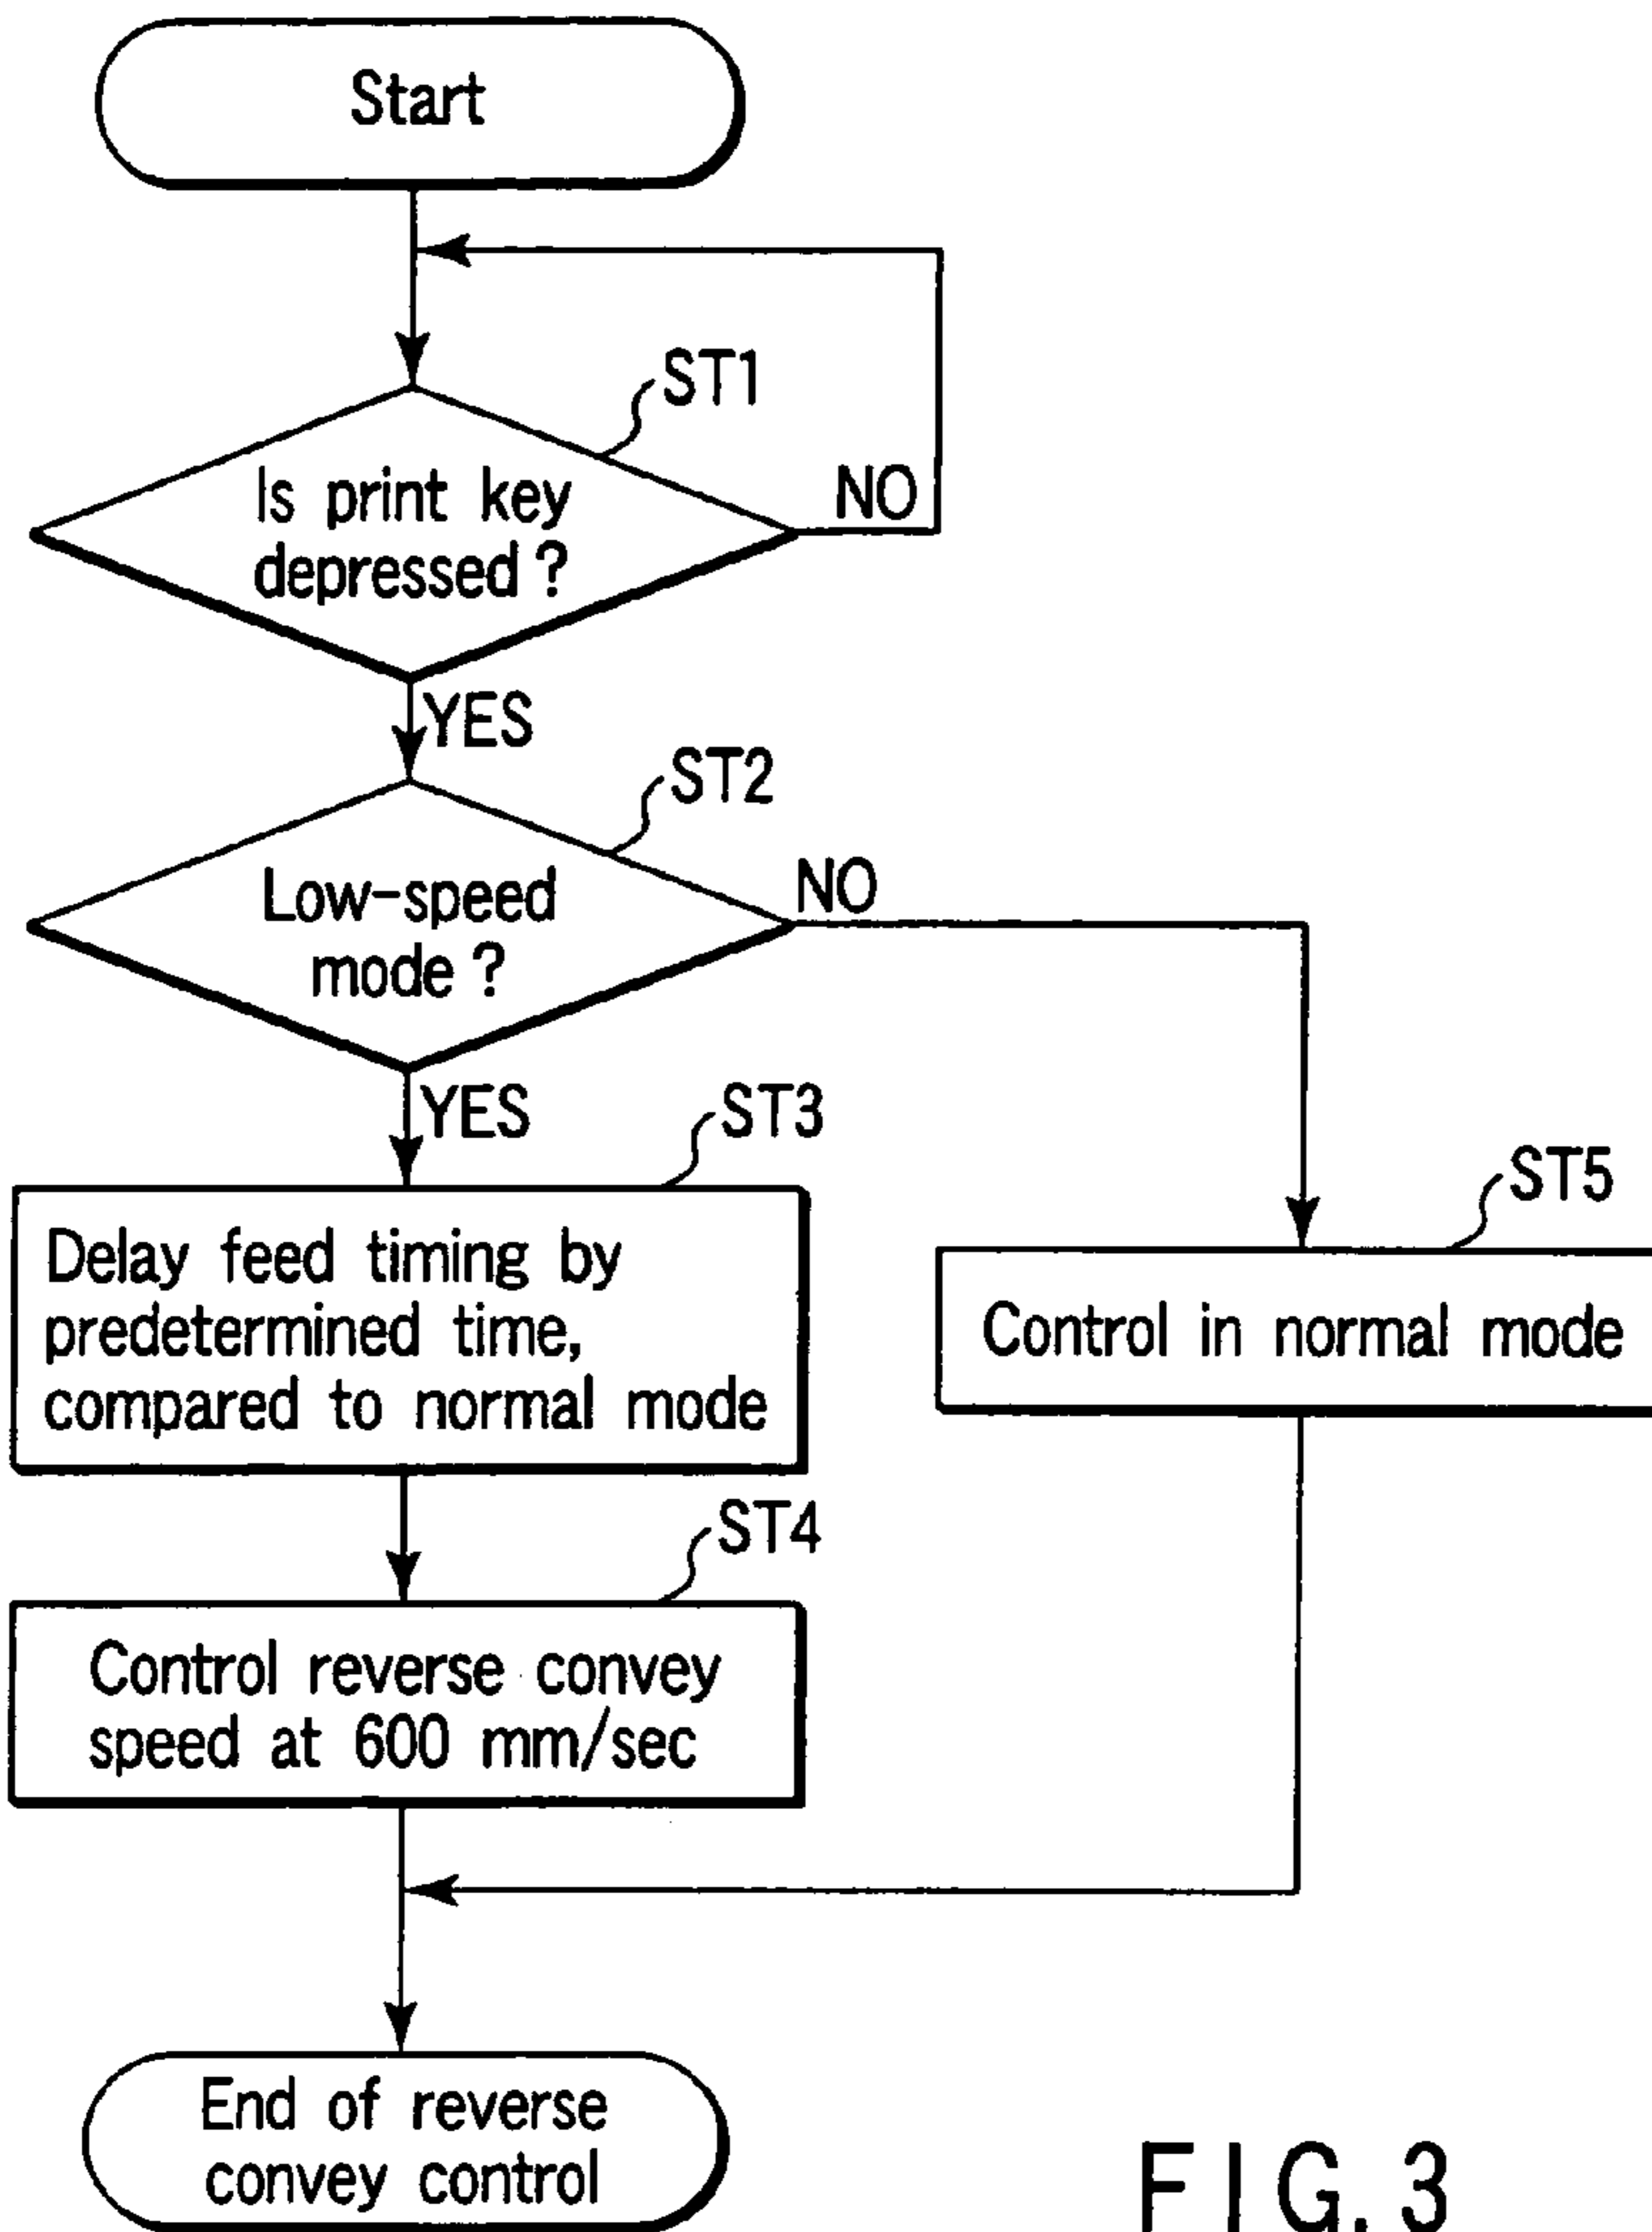 Start
ST1
Is print key
depressed ?
NO
YES
ST2
Low-speed
mode ?
NO
YES
ST3
Delay feed timing by
predetermined time,
compared to normal mode
ST5
Control in normal mode
ST4
Control reverse convey
speed at 600 mm/sec
End of reverse
convey control
FIG. 3